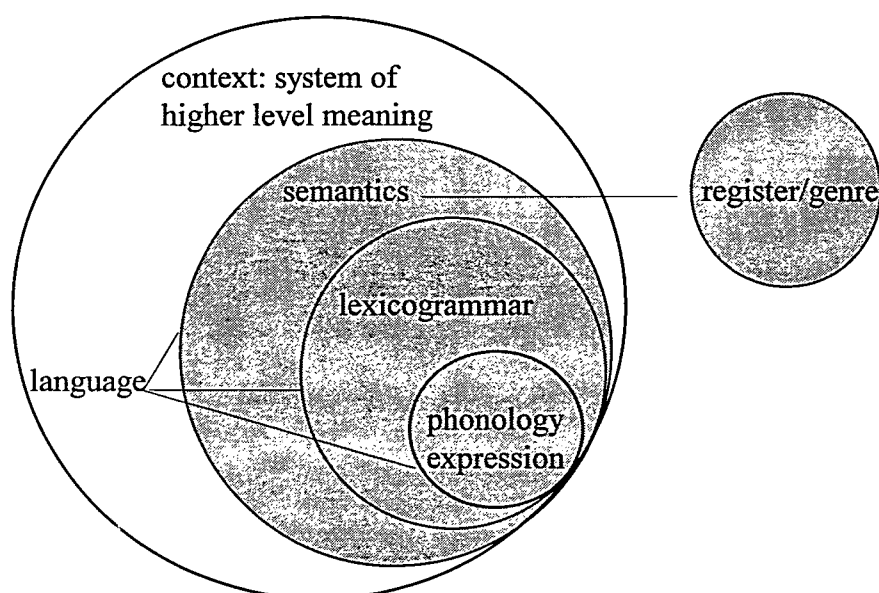 context: system of
higher level meaning
semantics
register/genre
lexicogrammar
language
phonology
expression